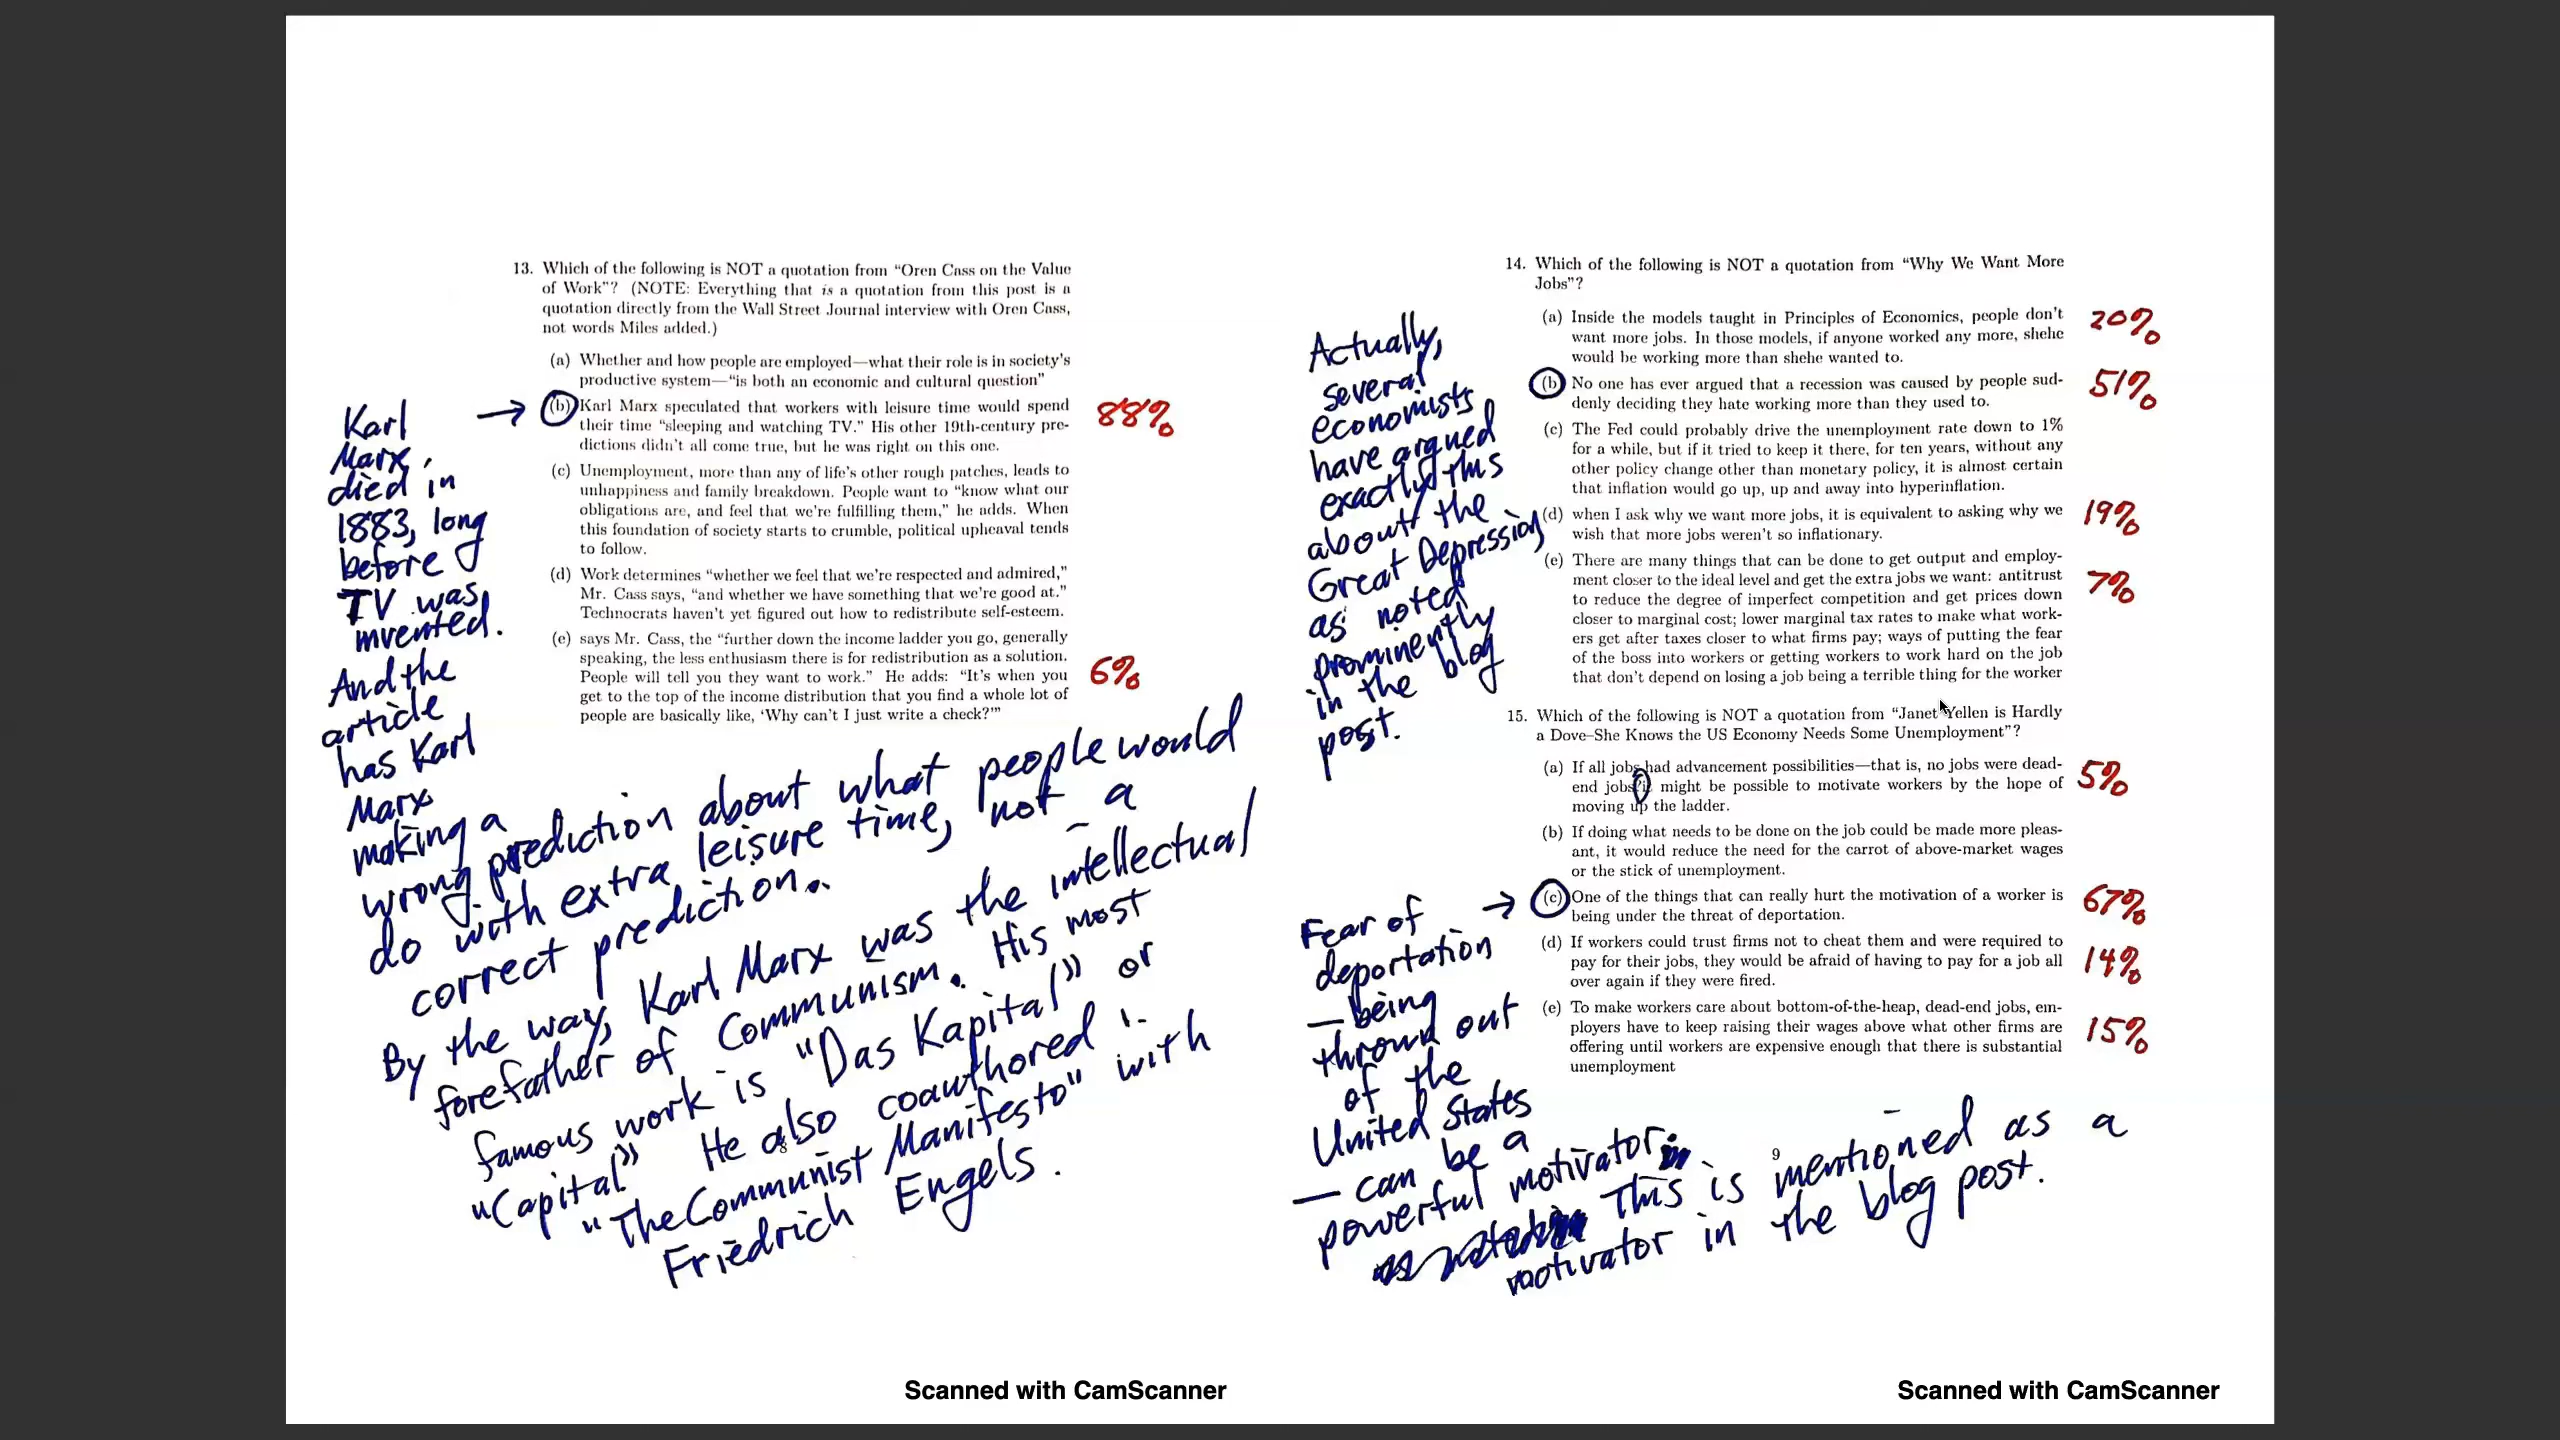 13. Which of the following is NOT a quotation from “Oren Cass on the Value
of Work”? (NOTE: Everything that is a quotation from this post is a
quotation directly from the Wall Street Journal interview with Oren Cass,
not words Miles added.)
(a) Whether and how people are employed—what their role is in society's
productive system—“is both an economic and cultural question”
(b) Karl Marx speculated that workers with leisure time would spend
their time “sleeping and watching TV.” His other 19th-century pre-
dictions didn't all come true, but he was right on this one.
88%
(c) Unemployment, more than any of life's other rough patches, leads to
unhappiness and family breakdown. People want to “know what our
obligations are, and feel that we're fulfilling them,” he adds. When
this foundation of society starts to crumble, political upheaval tends
to follow.
(d) Work determines “whether we feel that we're respected and admired,”
Mr. Cass says, “and whether we have something that we're good at.”
Technocrats haven't yet figured out how to redistribute self-esteem.
(e) says Mr. Cass, the “further down the income ladder you go, generally
speaking, the less enthusiasm there is for redistribution as a solution.
People will tell you they want to work.” He adds: “It's when you
get to the top of the income distribution that you find a whole lot of
people are basically like, ‘Why can't I just write a check?’”
6%
Karl
Marx
died in
1883, long
before
TV was
invented.
And the
article
has Karl
Marx
making a
wrong prediction about what people would
do with extra leisure time, not a
correct prediction.
By the way, Karl Marx was the intellectual
forefather of Communism. His most
famous work is "Das Kapital" or
"Capital" He also coauthored
"The Communist Manifesto" with
Friedrich Engels.
8
Scanned with CamScanner
14. Which of the following is NOT a quotation from “Why We Want More
Jobs”?
(a) Inside the models taught in Principles of Economics, people don't
want more jobs. In those models, if anyone worked any more, shehe
would be working more than shehe wanted to.
20%
(b) No one has ever argued that a recession was caused by people sud-
denly deciding they hate working more than they used to.
51%
(c) The Fed could probably drive the unemployment rate down to 1%
for a while, but if it tried to keep it there, for ten years, without any
other policy change other than monetary policy, it is almost certain
that inflation would go up, up and away into hyperinflation.
(d) when I ask why we want more jobs, it is equivalent to asking why we
wish that more jobs weren't so inflationary.
19%
(e) There are many things that can be done to get output and employ-
ment closer to the ideal level and get the extra jobs we want: antitrust
to reduce the degree of imperfect competition and get prices down
closer to marginal cost; lower marginal tax rates to make what work-
ers get after taxes closer to what firms pay; ways of putting the fear
of the boss into workers or getting workers to work hard on the job
that don't depend on losing a job being a terrible thing for the worker
7%
Actually,
several
economists
have argued
exactly this
about the
Great Depression
as noted
prominently
in the blog
post.
15. Which of the following is NOT a quotation from “Janet Yellen is Hardly
a Dove–She Knows the US Economy Needs Some Unemployment”?
(a) If all jobs had advancement possibilities—that is, no jobs were dead-
end jobs, it might be possible to motivate workers by the hope of
moving up the ladder.
5%
(b) If doing what needs to be done on the job could be made more pleas-
ant, it would reduce the need for the carrot of above-market wages
or the stick of unemployment.
(c) One of the things that can really hurt the motivation of a worker is
being under the threat of deportation.
67%
(d) If workers could trust firms not to cheat them and were required to
pay for their jobs, they would be afraid of having to pay for a job all
over again if they were fired.
14%
(e) To make workers care about bottom-of-the-heap, dead-end jobs, em-
ployers have to keep raising their wages above what other firms are
offering until workers are expensive enough that there is substantial
unemployment
15%
Fear of
deportation
— being
thrown out
of the
United States
— can be a
powerful motivator
This is mentioned as a
motivator in the blog post.
9
Scanned with CamScanner